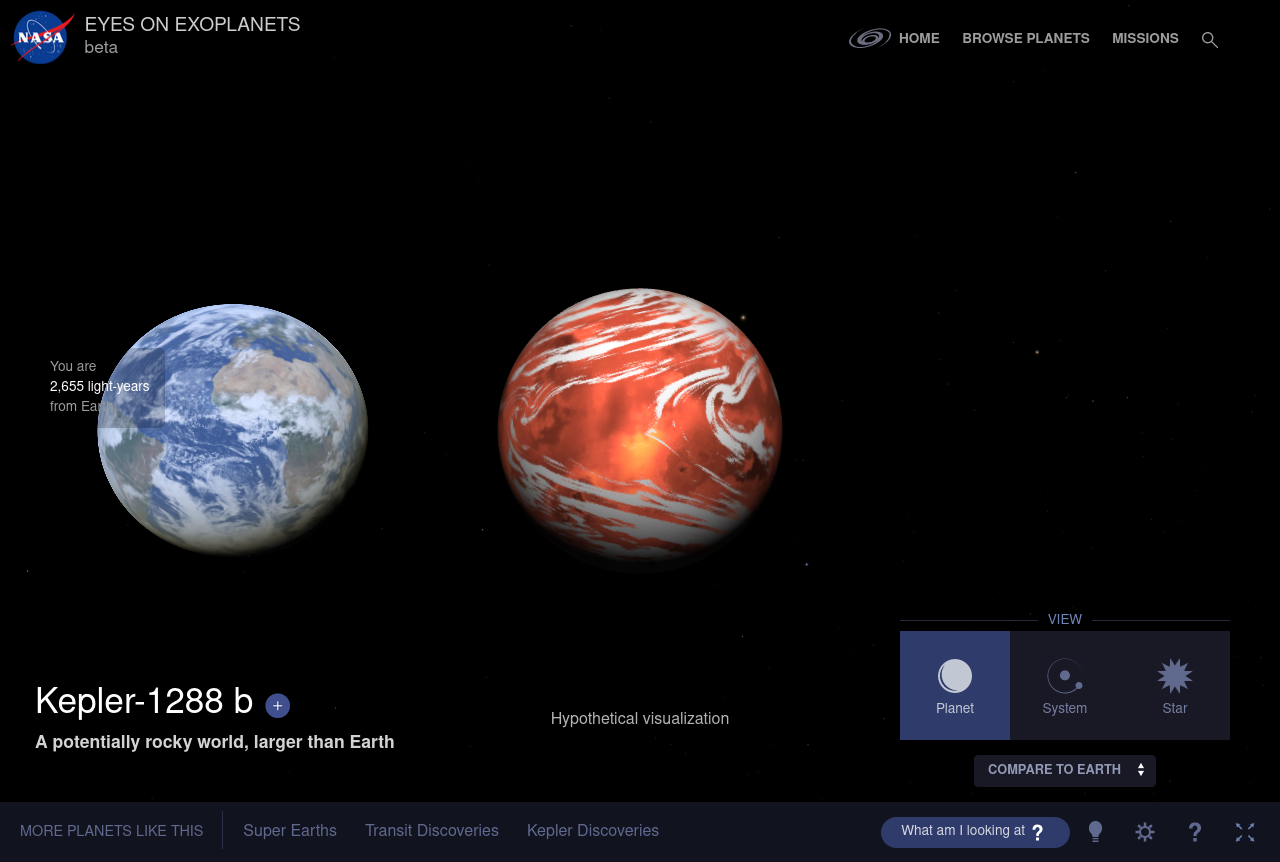 NASA
EYES ON EXOPLANETS
beta
HOME
BROWSE PLANETS
MISSIONS
You are
2,655 light-years
from Earth
Kepler-1288 b +
A potentially rocky world, larger than Earth
Hypothetical visualization
VIEW
Planet
System
Star
COMPARE TO EARTH
MORE PLANETS LIKE THIS
Super Earths
Transit Discoveries
Kepler Discoveries
What am I looking at ?
?